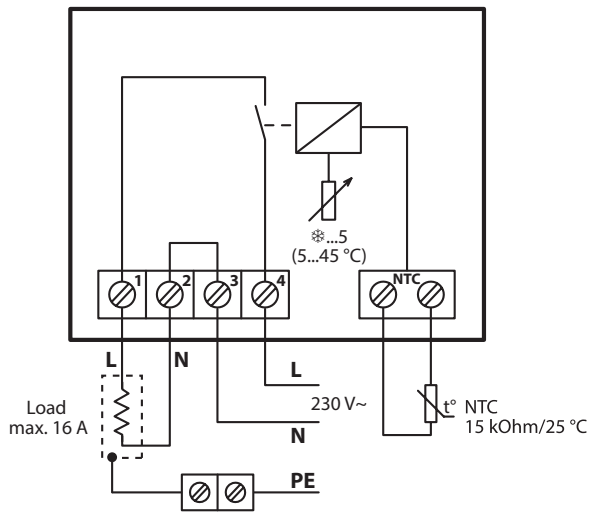 ❄...5
(5...45 °C)
1
2
3
4
NTC
L
N
L
230 V~
N
Load
max. 16 A
t° NTC
15 kOhm/25 °C
PE